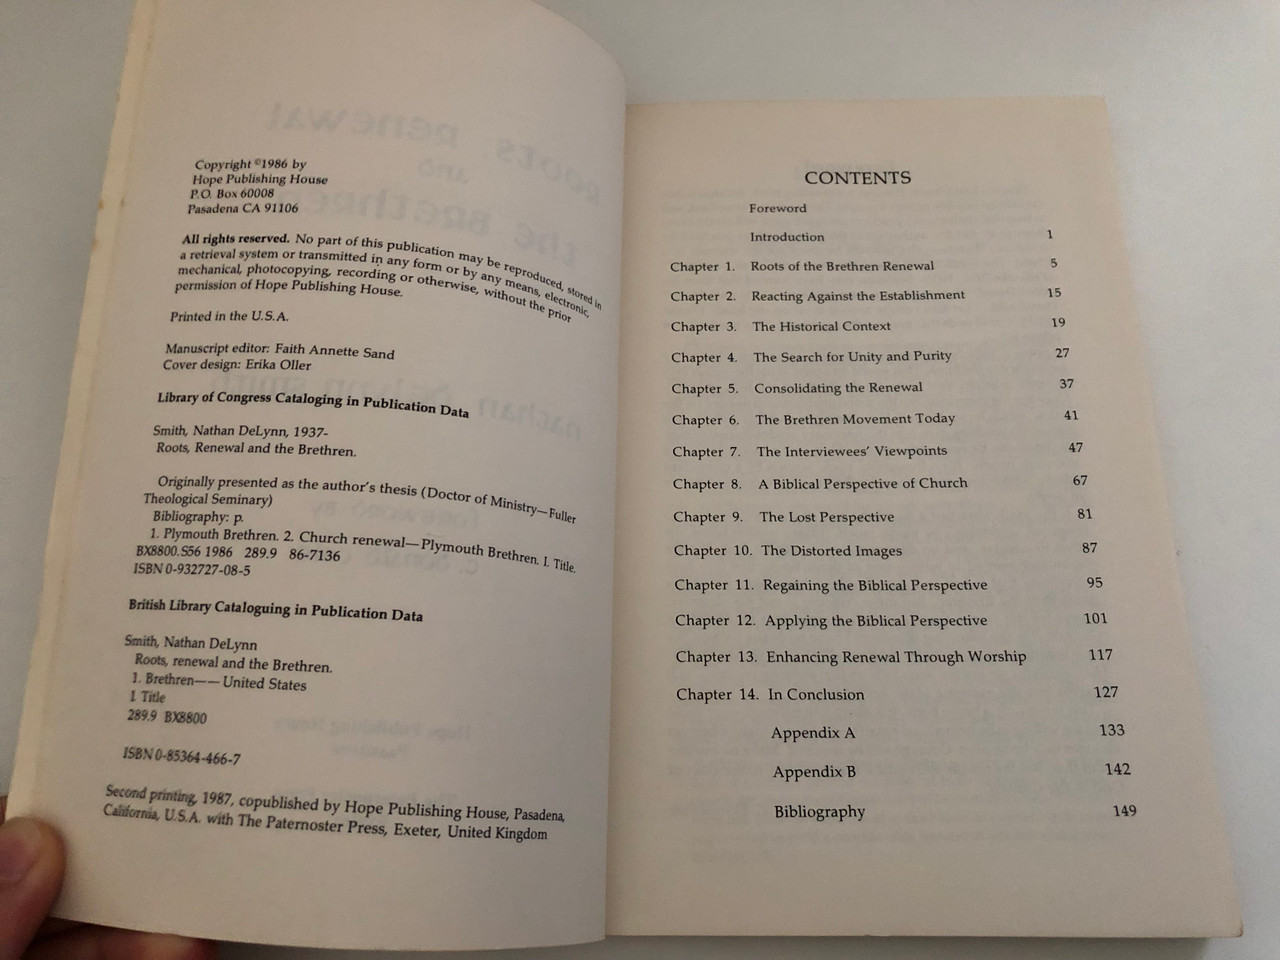 Copyright ©1986 by
Hope Publishing House
P.O. Box 60008
Pasadena CA 91106
All rights reserved. No part of this publication may be reproduced, stored in
a retrieval system or transmitted in any form or by any means, electronic,
mechanical, photocopying, recording or otherwise, without the prior
permission of Hope Publishing House.
Printed in the U.S.A.
Manuscript editor: Faith Annette Sand
Cover design: Erika Oller
Library of Congress Cataloging in Publication Data
Smith, Nathan DeLynn, 1937-
Roots, Renewal and the Brethren.
Originally presented as the author's thesis (Doctor of Ministry—Fuller
Theological Seminary)
Bibliography: p.
1. Plymouth Brethren. 2. Church renewal—Plymouth Brethren. I. Title.
BX8800.S56 1986 289.9 86-7136
ISBN 0-932727-08-5
British Library Cataloguing in Publication Data
Smith, Nathan DeLynn
Roots, renewal and the Brethren.
1. Brethren—— United States
I. Title
289.9 BX8800
ISBN 0-85364-466-7
Second printing, 1987, copublished by Hope Publishing House, Pasadena,
California, U.S.A. with The Paternoster Press, Exeter, United Kingdom
CONTENTS
Foreword
Introduction 1
Chapter 1. Roots of the Brethren Renewal 5
Chapter 2. Reacting Against the Establishment 15
Chapter 3. The Historical Context 19
Chapter 4. The Search for Unity and Purity 27
Chapter 5. Consolidating the Renewal 37
Chapter 6. The Brethren Movement Today 41
Chapter 7. The Interviewees' Viewpoints 47
Chapter 8. A Biblical Perspective of Church 67
Chapter 9. The Lost Perspective 81
Chapter 10. The Distorted Images 87
Chapter 11. Regaining the Biblical Perspective 95
Chapter 12. Applying the Biblical Perspective 101
Chapter 13. Enhancing Renewal Through Worship 117
Chapter 14. In Conclusion 127
Appendix A 133
Appendix B 142
Bibliography 149